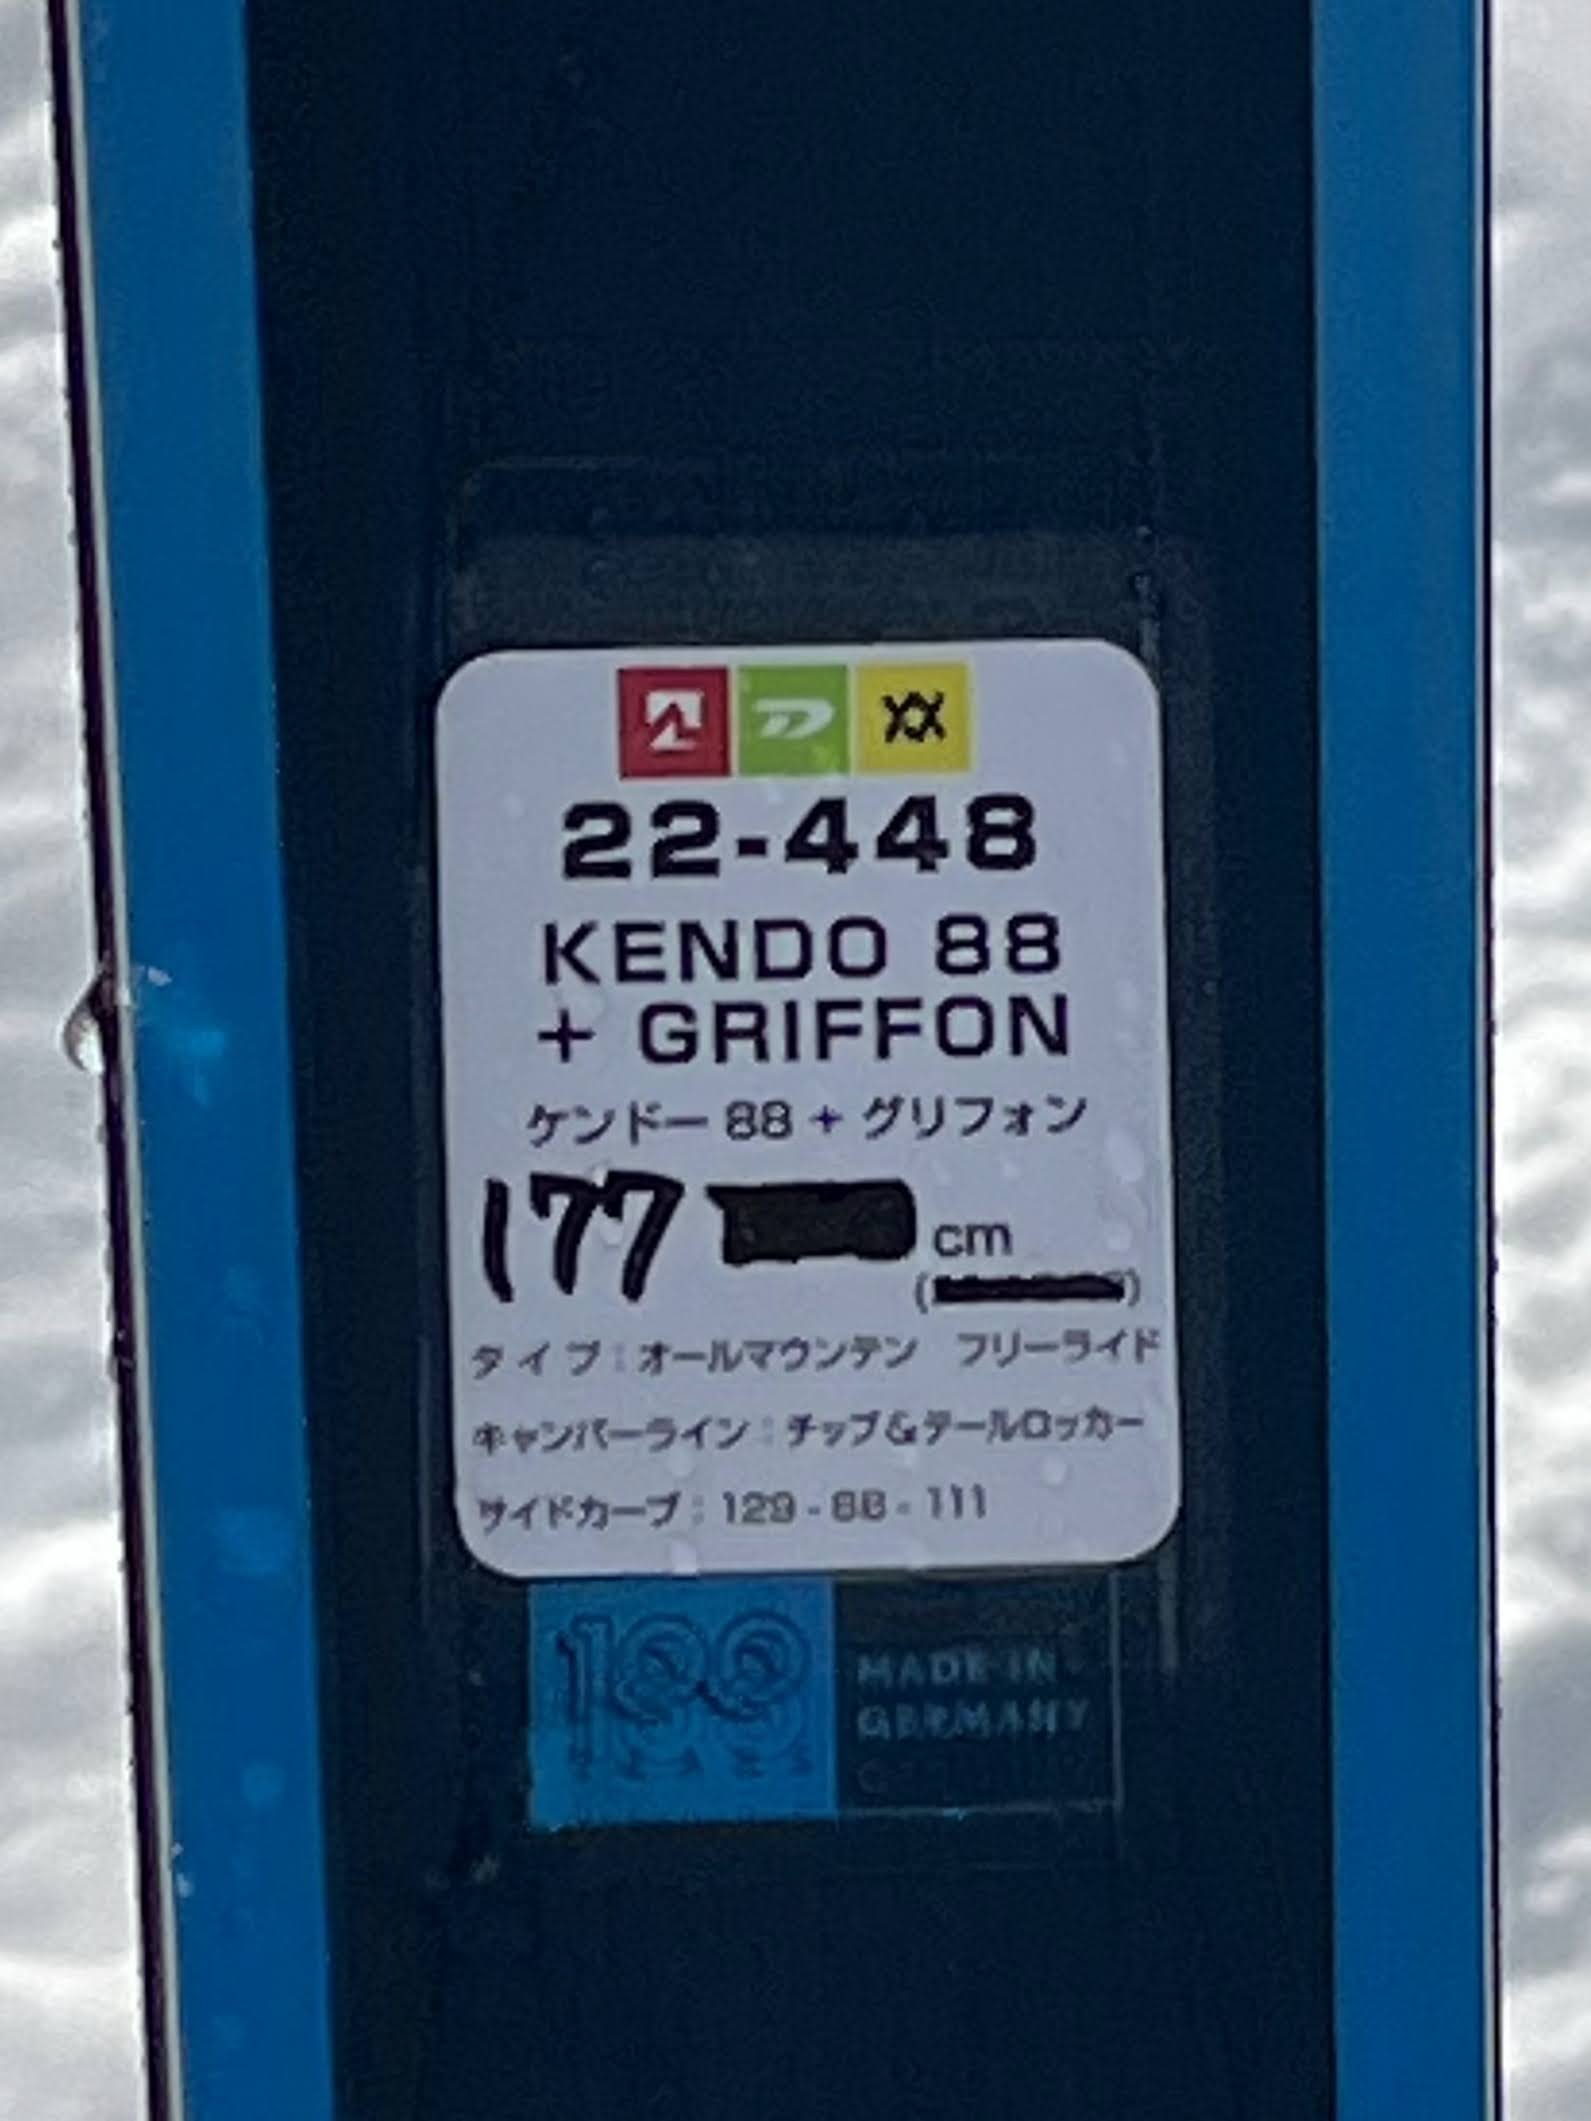 22-448
KENDO 88
+ GRIFFON
ケンドー 88 + グリフォン
177 cm
タイプ：オールマウンテン フリーライド
キャンバーライン：チップ&テールロッカー
サイドカーブ：129 - 88 - 111
MADE IN
GERMANY